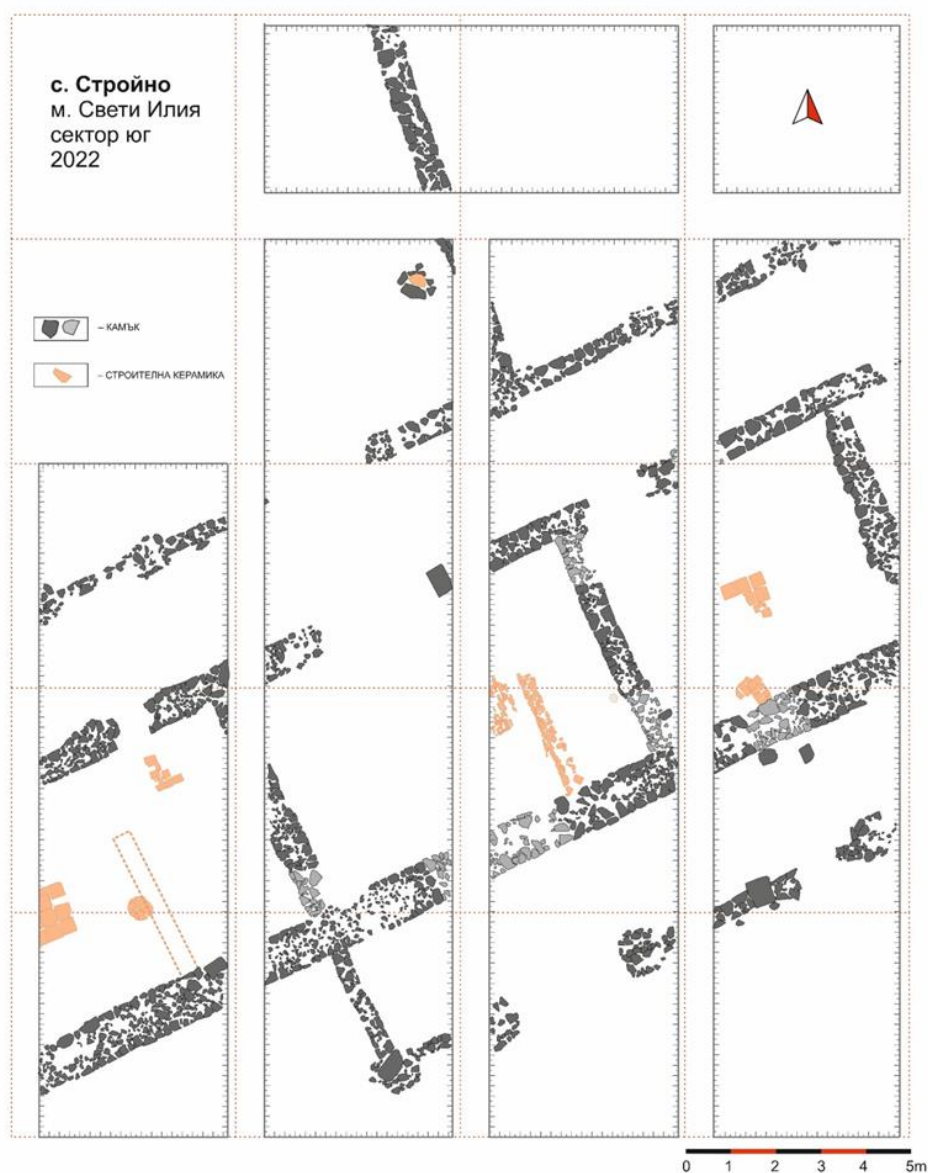 с. Стройно
м. Свети Илия
сектор юг
2022
– КАМЪК
– СТРОИТЕЛНА КЕРАМИКА
0 1 2 3 4 5m